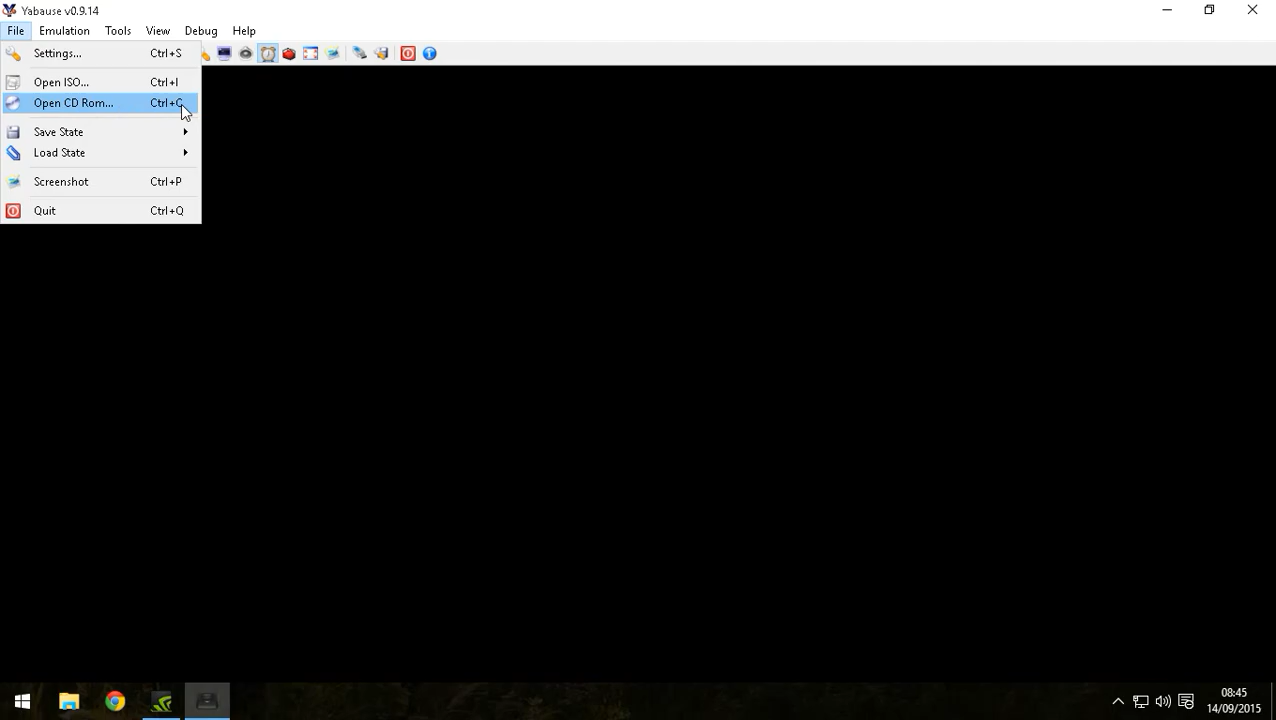 Yabause v0.9.14
File Emulation Tools View Debug Help
Settings... Ctrl+S
Open ISO... Ctrl+I
Open CD Rom... Ctrl+C
Save State
Load State
Screenshot Ctrl+P
Quit Ctrl+Q
08:45
14/09/2015